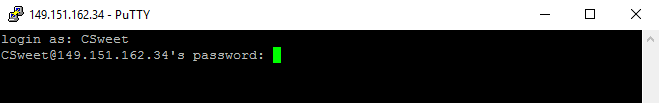 149.151.162.34 - PuTTY
login as: CSweet
CSweet@149.151.162.34's password: